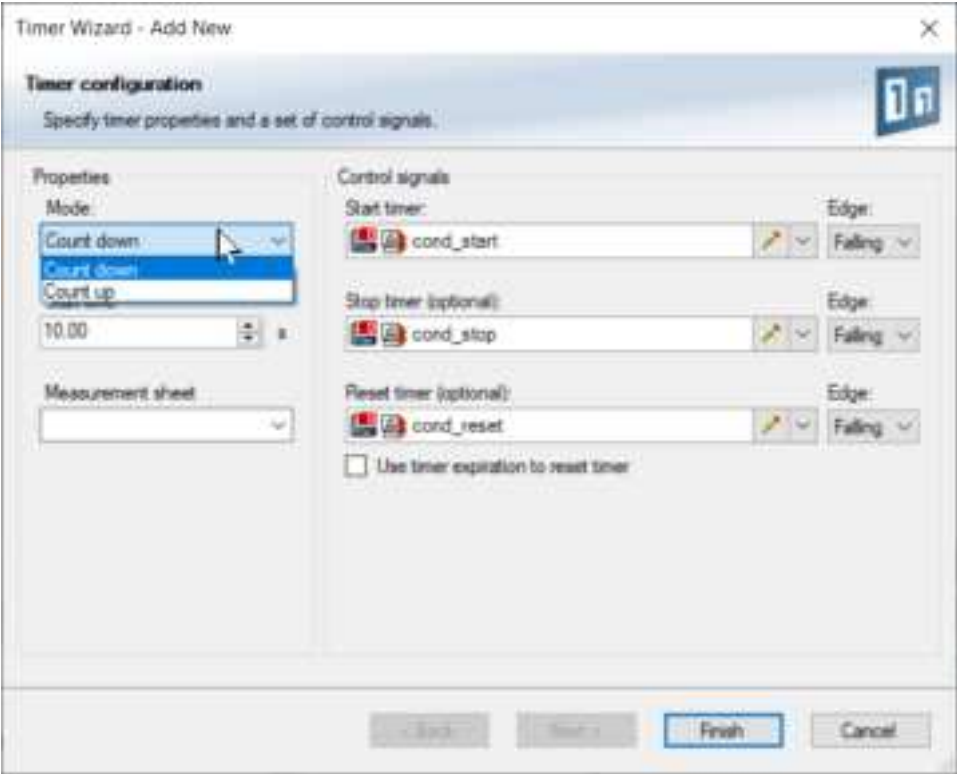 Timer Wizard - Add New
Timer configuration
Specify timer properties and a set of control signals.
Properties
Mode:
Count down
Count down
Count up
10.00
s
Measurement sheet
Control signals
Start timer:
cond_start
Edge:
Falling
Stop timer (optional):
cond_stop
Edge:
Falling
Reset timer (optional):
cond_reset
Edge:
Falling
Use timer expiration to reset timer
< Back
Next >
Finish
Cancel